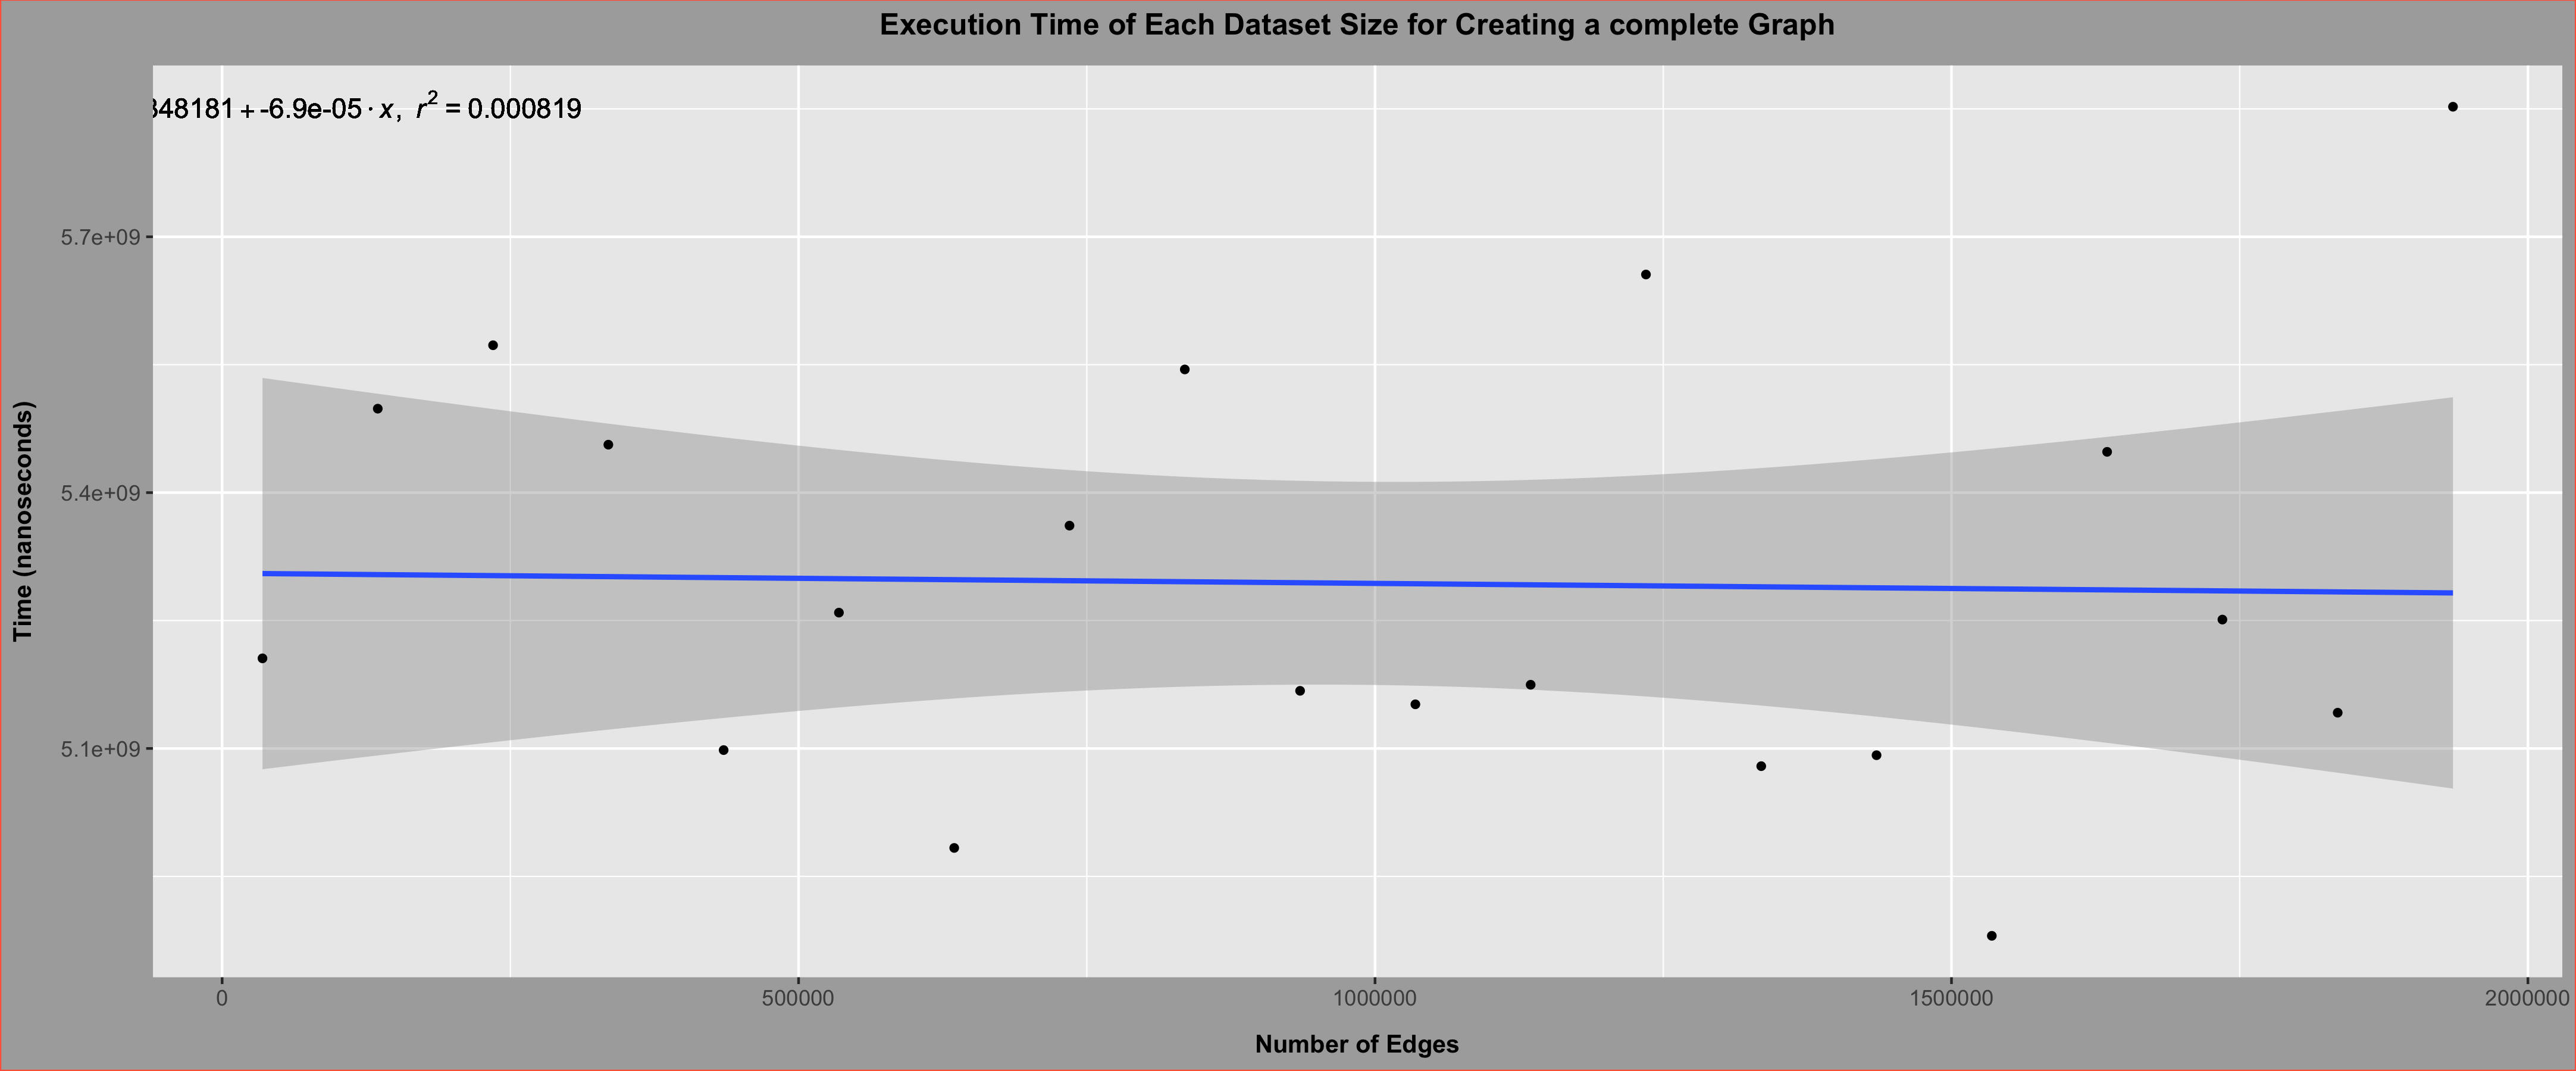 Execution Time of Each Dataset Size for Creating a complete Graph
348181 + -6.9e-05 · x, r² = 0.000819
5.7e+09
5.4e+09
5.1e+09
Time (nanoseconds)
0 500000 1000000 1500000 2000000
Number of Edges